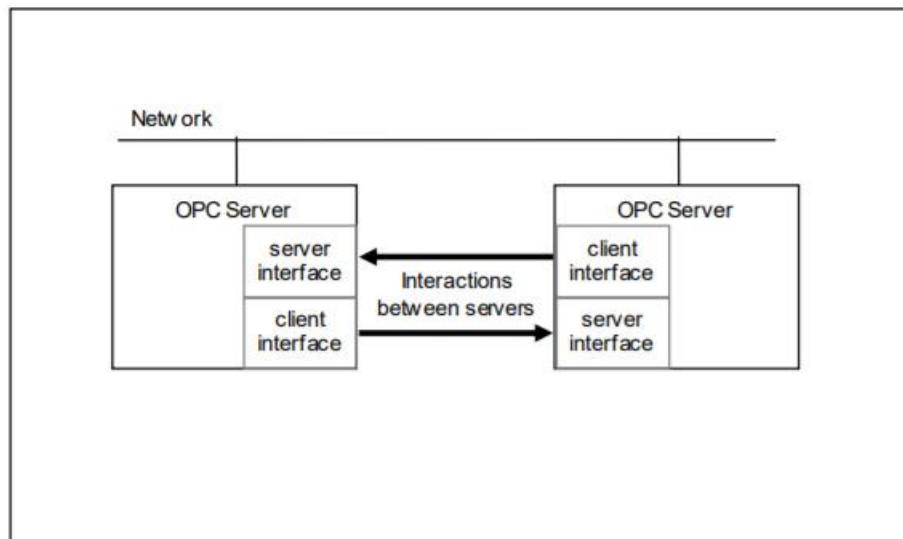 Network
OPC Server
server
interface
client
interface
Interactions
between servers
OPC Server
client
interface
server
interface